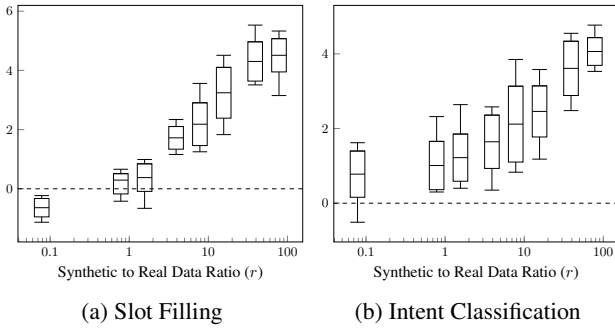 6
4
2
0
0.1 1 10 100
Synthetic to Real Data Ratio (r)
(a) Slot Filling
4
2
0
0.1 1 10 100
Synthetic to Real Data Ratio (r)
(b) Intent Classification